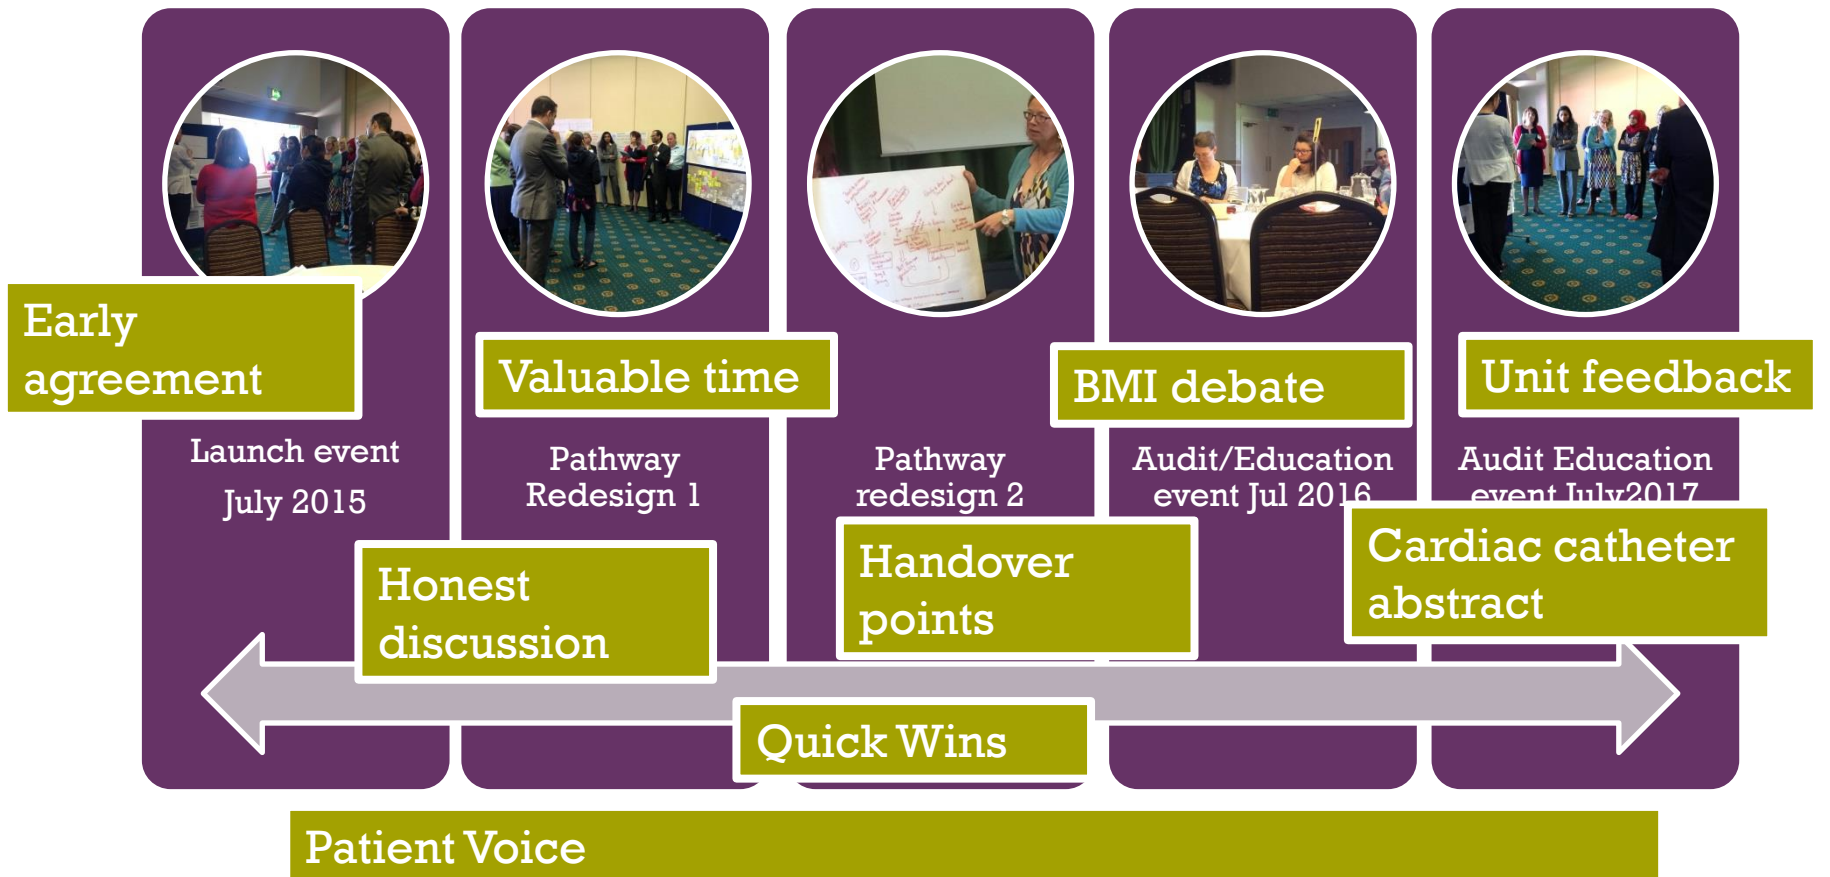 Early
agreement
Launch event
July 2015
Valuable time
Pathway
Redesign 1
Honest
discussion
Pathway
redesign 2
Handover
points
Quick Wins
BMI debate
Audit/Education
event Jul 2016
Unit feedback
Audit Education
event July2017
Cardiac catheter
abstract
Patient Voice